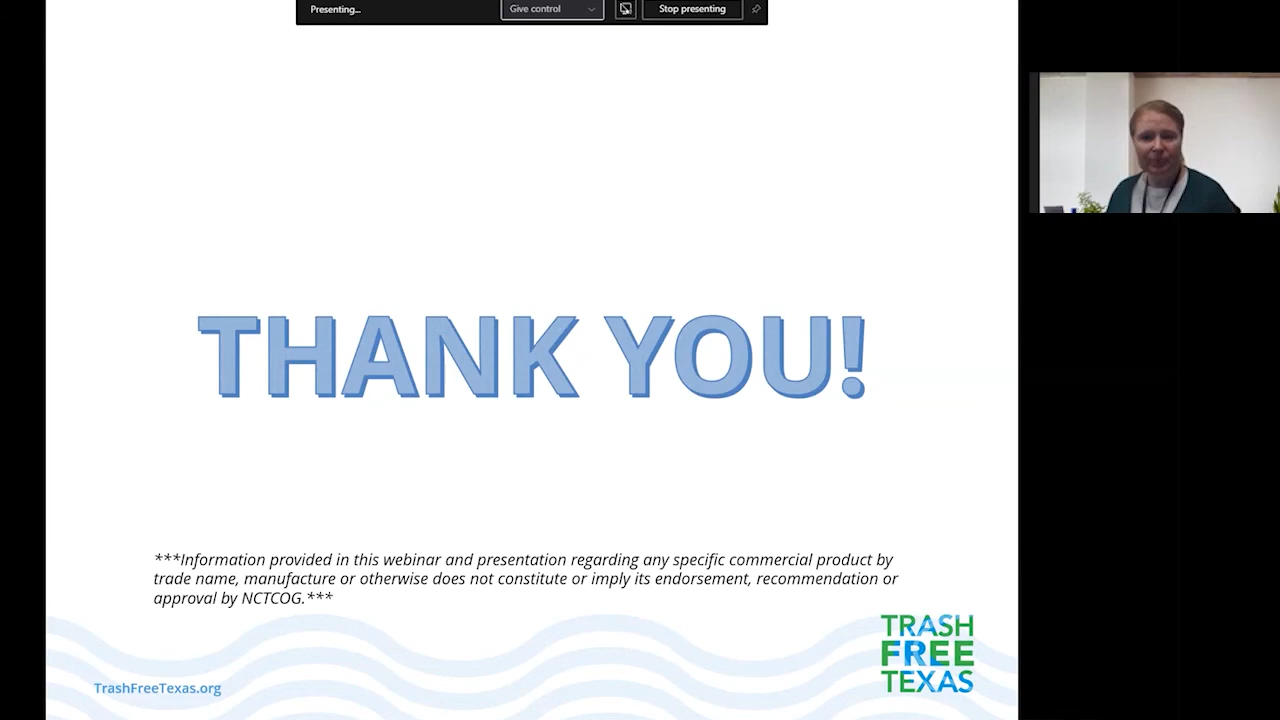 Presenting...
Give control
Stop presenting
THANK YOU!
***Information provided in this webinar and presentation regarding any specific commercial product by
trade name, manufacture or otherwise does not constitute or imply its endorsement, recommendation or
approval by NCTCOG.***
TRASH
FREE
TEXAS
TrashFreeTexas.org